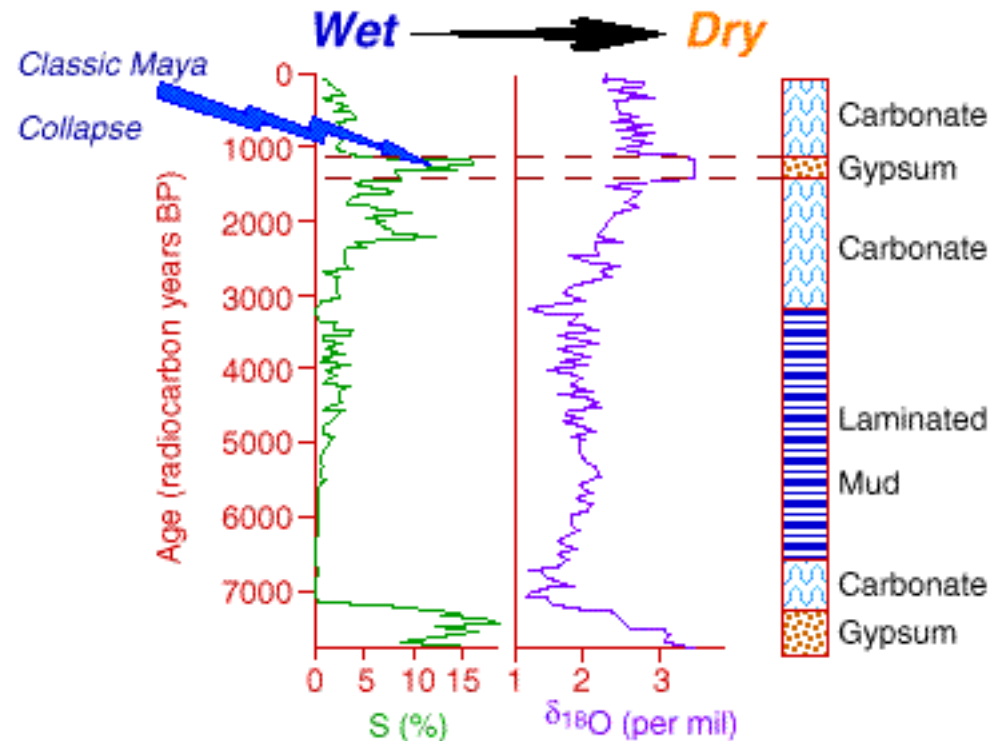 Wet
Dry
Classic Maya
Collapse
Age (radiocarbon years BP)
0
1000
2000
3000
4000
5000
6000
7000
0 5 10 15
S (%)
1 2 3
δ18O (per mil)
Carbonate
Gypsum
Carbonate
Laminated
Mud
Carbonate
Gypsum